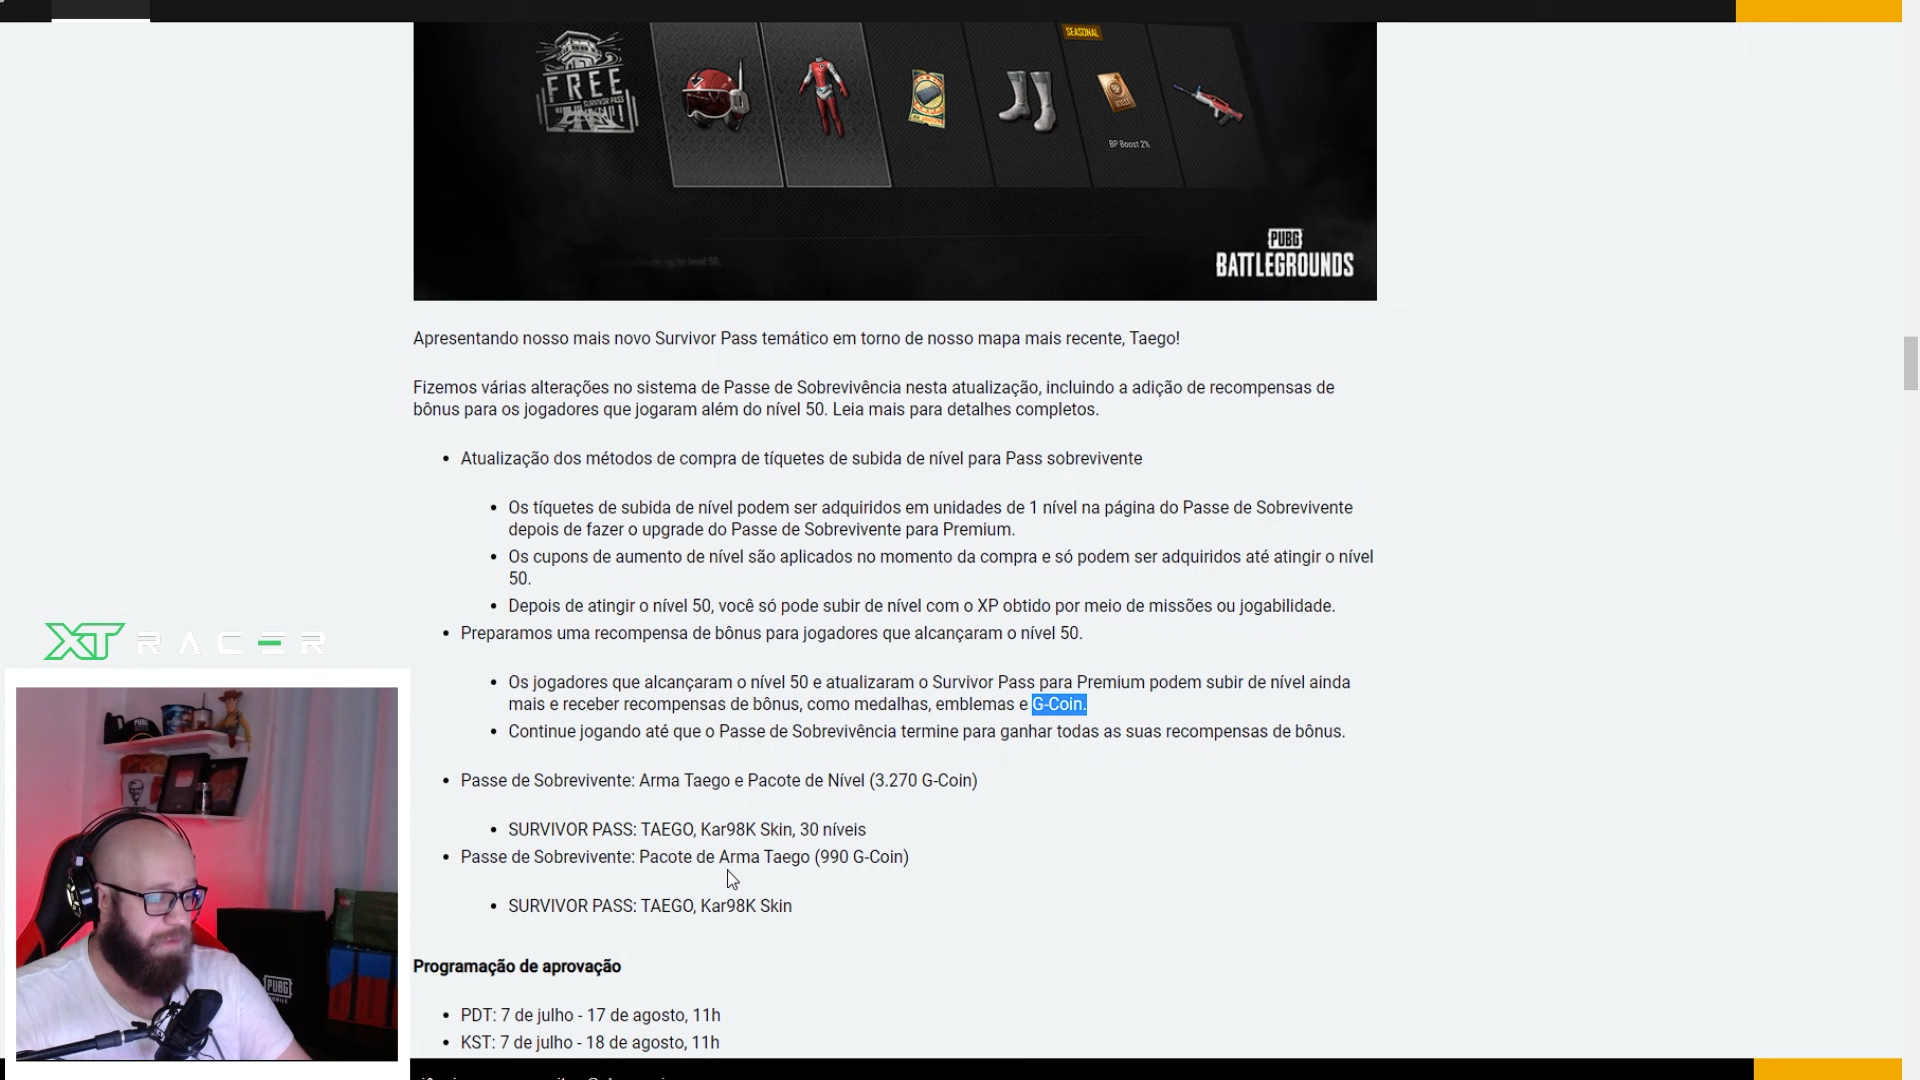 SEASONAL
FREE
SURVIVOR PASS
BP Boost 2%
PUBG
BATTLEGROUNDS
Apresentando nosso mais novo Survivor Pass temático em torno de nosso mapa mais recente, Taego!
Fizemos várias alterações no sistema de Passe de Sobrevivência nesta atualização, incluindo a adição de recompensas de
bônus para os jogadores que jogaram além do nível 50. Leia mais para detalhes completos.
• Atualização dos métodos de compra de tíquetes de subida de nível para Pass sobrevivente
• Os tíquetes de subida de nível podem ser adquiridos em unidades de 1 nível na página do Passe de Sobrevivente
depois de fazer o upgrade do Passe de Sobrevivente para Premium.
• Os cupons de aumento de nível são aplicados no momento da compra e só podem ser adquiridos até atingir o nível
50.
• Depois de atingir o nível 50, você só pode subir de nível com o XP obtido por meio de missões ou jogabilidade.
• Preparamos uma recompensa de bônus para jogadores que alcançaram o nível 50.
• Os jogadores que alcançaram o nível 50 e atualizaram o Survivor Pass para Premium podem subir de nível ainda
mais e receber recompensas de bônus, como medalhas, emblemas e G-Coin.
• Continue jogando até que o Passe de Sobrevivência termine para ganhar todas as suas recompensas de bônus.
• Passe de Sobrevivente: Arma Taego e Pacote de Nível (3.270 G-Coin)
• SURVIVOR PASS: TAEGO, Kar98K Skin, 30 níveis
• Passe de Sobrevivente: Pacote de Arma Taego (990 G-Coin)
• SURVIVOR PASS: TAEGO, Kar98K Skin
Programação de aprovação
• PDT: 7 de julho - 17 de agosto, 11h
• KST: 7 de julho - 18 de agosto, 11h
XT RACER
PUBG
MOBILE
KFC